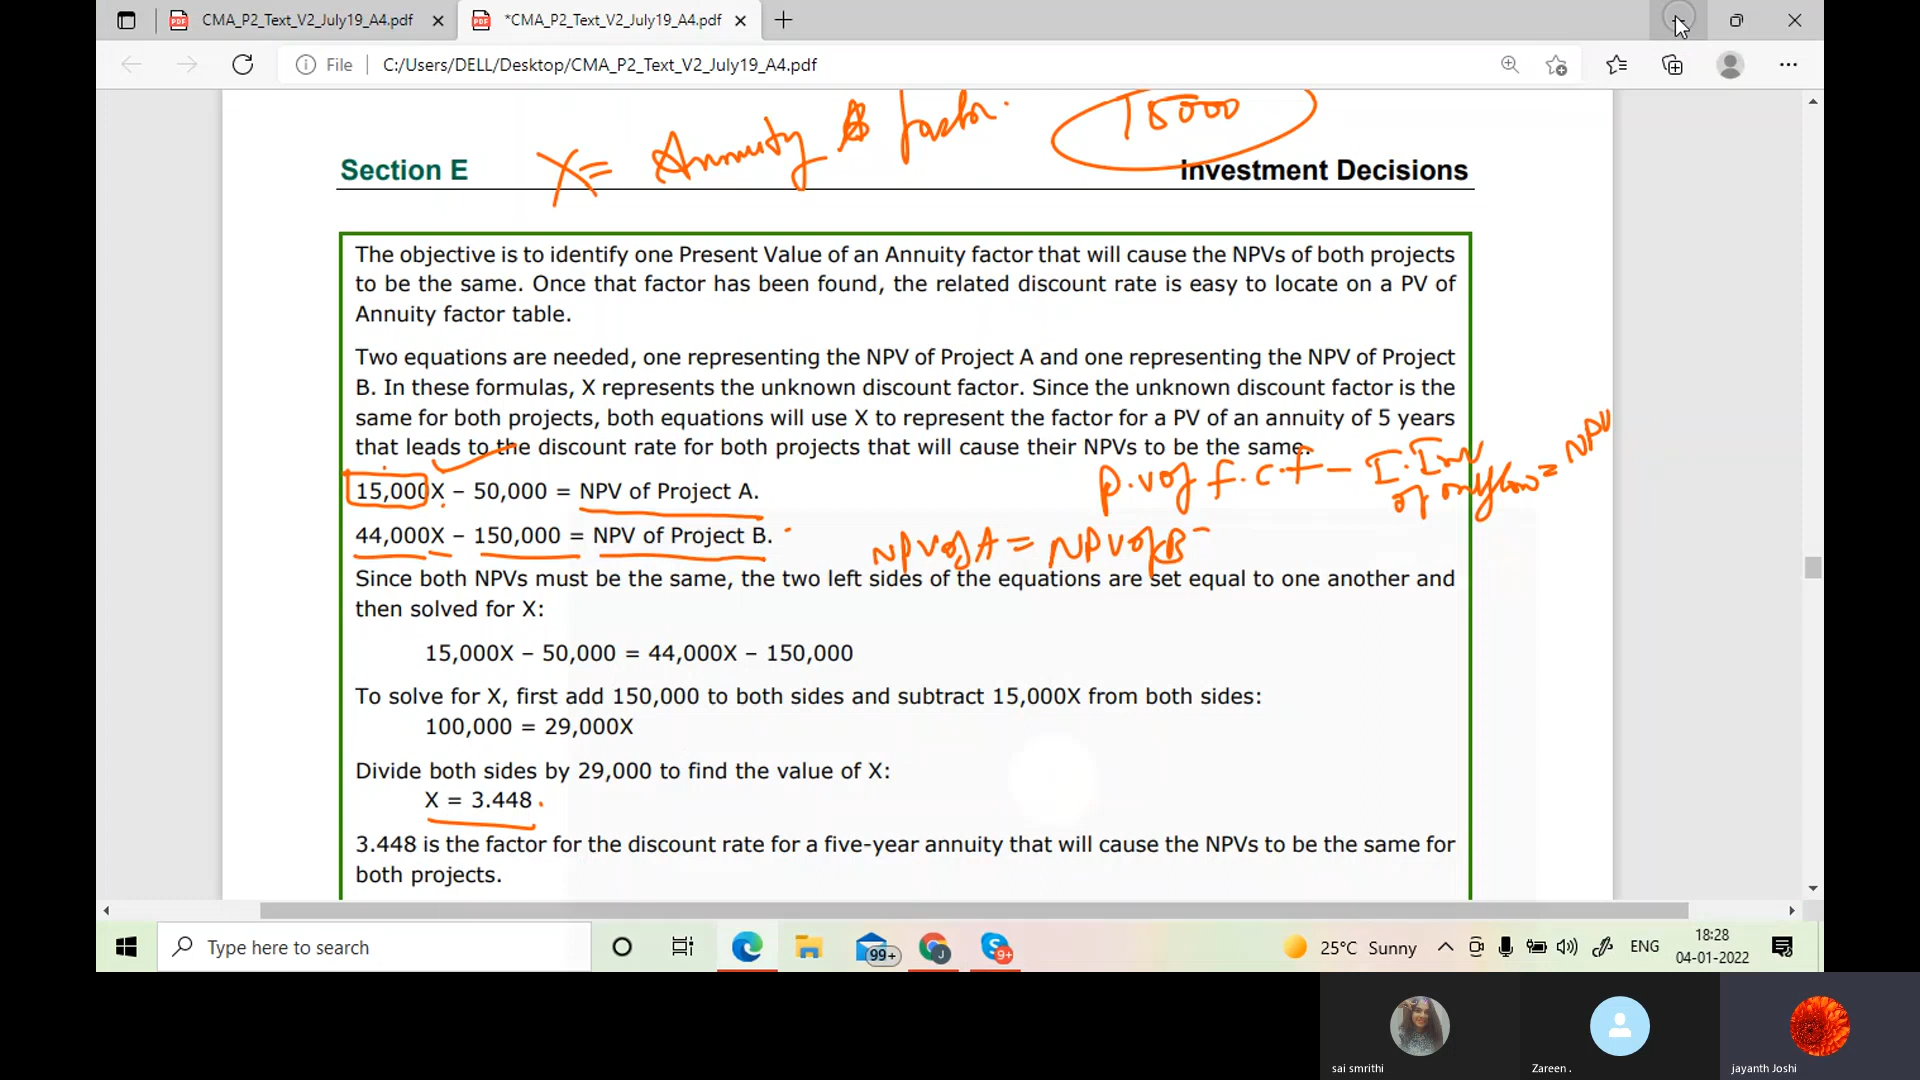 CMA_P2_Text_V2_July19_A4.pdf
*CMA_P2_Text_V2_July19_A4.pdf
File
C:/Users/DELL/Desktop/CMA_P2_Text_V2_July19_A4.pdf
X= Annuity factor. 15000
Section E
Investment Decisions
The objective is to identify one Present Value of an Annuity factor that will cause the NPVs of both projects
to be the same. Once that factor has been found, the related discount rate is easy to locate on a PV of
Annuity factor table.
Two equations are needed, one representing the NPV of Project A and one representing the NPV of Project
B. In these formulas, X represents the unknown discount factor. Since the unknown discount factor is the
same for both projects, both equations will use X to represent the factor for a PV of an annuity of 5 years
that leads to the discount rate for both projects that will cause their NPVs to be the same.
P.V of f.c.f – I. Inv = NPV
15,000X – 50,000 = NPV of Project A.
or outflow
44,000X – 150,000 = NPV of Project B.
NPV of A = NPV of B
Since both NPVs must be the same, the two left sides of the equations are set equal to one another and
then solved for X:
15,000X – 50,000 = 44,000X – 150,000
To solve for X, first add 150,000 to both sides and subtract 15,000X from both sides:
100,000 = 29,000X
Divide both sides by 29,000 to find the value of X:
X = 3.448
3.448 is the factor for the discount rate for a five-year annuity that will cause the NPVs to be the same for
both projects.
Type here to search
99+
J
9+
25°C Sunny
ENG
18:28
04-01-2022
sai smrithi
Zareen .
jayanth Joshi